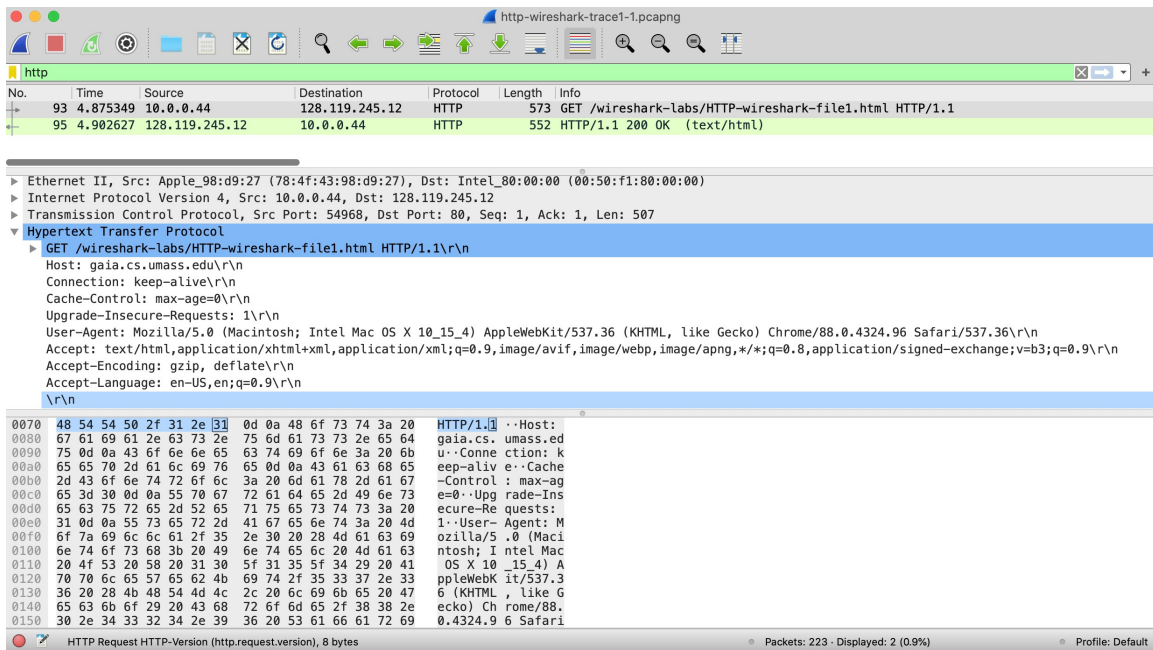 http-wireshark-trace1-1.pcapng
http
No. Time Source Destination Protocol Length Info
93 4.875349 10.0.0.44 128.119.245.12 HTTP 573 GET /wireshark-labs/HTTP-wireshark-file1.html HTTP/1.1
95 4.902627 128.119.245.12 10.0.0.44 HTTP 552 HTTP/1.1 200 OK (text/html)
Ethernet II, Src: Apple_98:d9:27 (78:4f:43:98:d9:27), Dst: Intel_80:00:00 (00:50:f1:80:00:00)
Internet Protocol Version 4, Src: 10.0.0.44, Dst: 128.119.245.12
Transmission Control Protocol, Src Port: 54968, Dst Port: 80, Seq: 1, Ack: 1, Len: 507
Hypertext Transfer Protocol
GET /wireshark-labs/HTTP-wireshark-file1.html HTTP/1.1\r\n
Host: gaia.cs.umass.edu\r\n
Connection: keep-alive\r\n
Cache-Control: max-age=0\r\n
Upgrade-Insecure-Requests: 1\r\n
User-Agent: Mozilla/5.0 (Macintosh; Intel Mac OS X 10_15_4) AppleWebKit/537.36 (KHTML, like Gecko) Chrome/88.0.4324.96 Safari/537.36\r\n
Accept: text/html,application/xhtml+xml,application/xml;q=0.9,image/avif,image/webp,image/apng,*/*;q=0.8,application/signed-exchange;v=b3;q=0.9\r\n
Accept-Encoding: gzip, deflate\r\n
Accept-Language: en-US,en;q=0.9\r\n
\r\n
0070 48 54 54 50 2f 31 2e 31 0d 0a 48 6f 73 74 3a 20 HTTP/1.1 ··Host:
0080 67 61 69 61 2e 63 73 2e 75 6d 61 73 73 2e 65 64 gaia.cs. umass.ed
0090 75 0d 0a 43 6f 6e 6e 65 63 74 69 6f 6e 3a 20 6b u··Conne ction: k
00a0 65 65 70 2d 61 6c 69 76 65 0d 0a 43 61 63 68 65 eep-aliv e··Cache
00b0 2d 43 6f 6e 74 72 6f 6c 3a 20 6d 61 78 2d 61 67 -Control : max-ag
00c0 65 3d 30 0d 0a 55 70 67 72 61 64 65 2d 49 6e 73 e=0··Upg rade-Ins
00d0 65 63 75 72 65 2d 52 65 71 75 65 73 74 73 3a 20 ecure-Re quests:
00e0 31 0d 0a 55 73 65 72 2d 41 67 65 6e 74 3a 20 4d 1··User- Agent: M
00f0 6f 7a 69 6c 6c 61 2f 35 2e 30 20 28 4d 61 63 69 ozilla/5 .0 (Maci
0100 6e 74 6f 73 68 3b 20 49 6e 74 65 6c 20 4d 61 63 ntosh; I ntel Mac
0110 20 4f 53 20 58 20 31 30 5f 31 35 5f 34 29 20 41 OS X 10 _15_4) A
0120 70 70 6c 65 57 65 62 4b 69 74 2f 35 33 37 2e 33 ppleWebK it/537.3
0130 36 20 28 4b 48 54 4d 4c 2c 20 6c 69 6b 65 20 47 6 (KHTML , like G
0140 65 63 6b 6f 29 20 43 68 72 6f 6d 65 2f 38 38 2e ecko) Ch rome/88.
0150 30 2e 34 33 32 34 2e 39 36 20 53 61 66 61 72 69 0.4324.9 6 Safari
HTTP Request HTTP-Version (http.request.version), 8 bytes Packets: 223 · Displayed: 2 (0.9%) Profile: Default